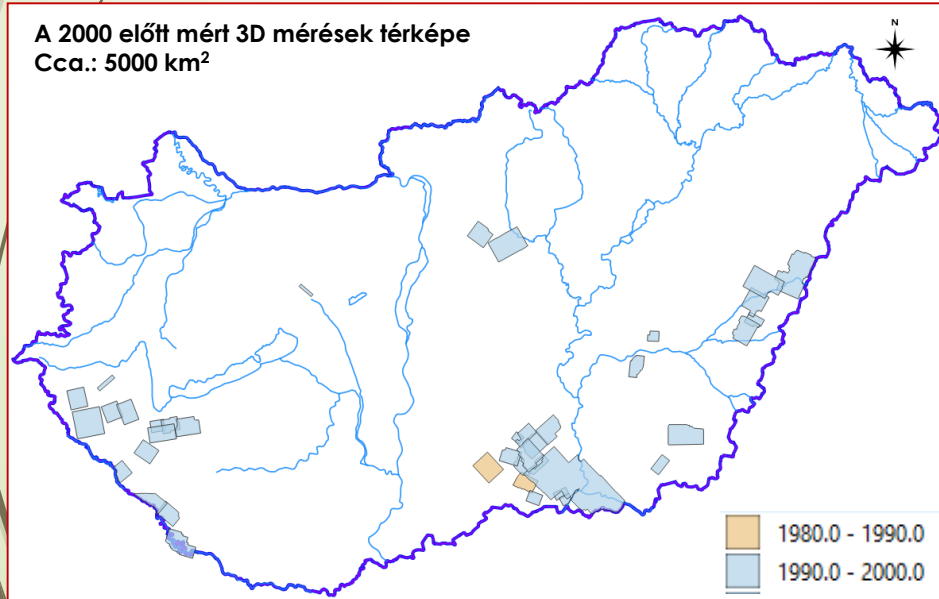 A 2000 előtt mért 3D mérések térképe
Cca.: 5000 km²
N
1980.0 - 1990.0
1990.0 - 2000.0